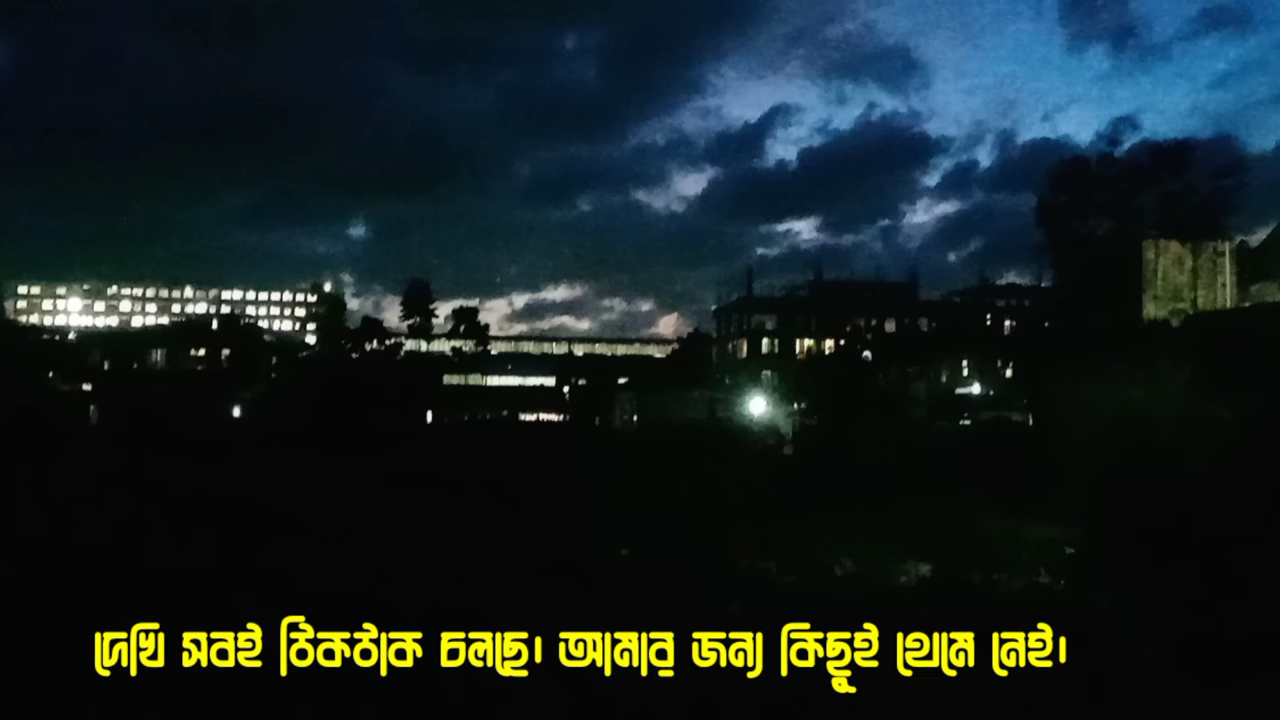 দেখি সবই ঠিকঠাক চলছে। আমার জন্য কিছুই থেমে নেই।